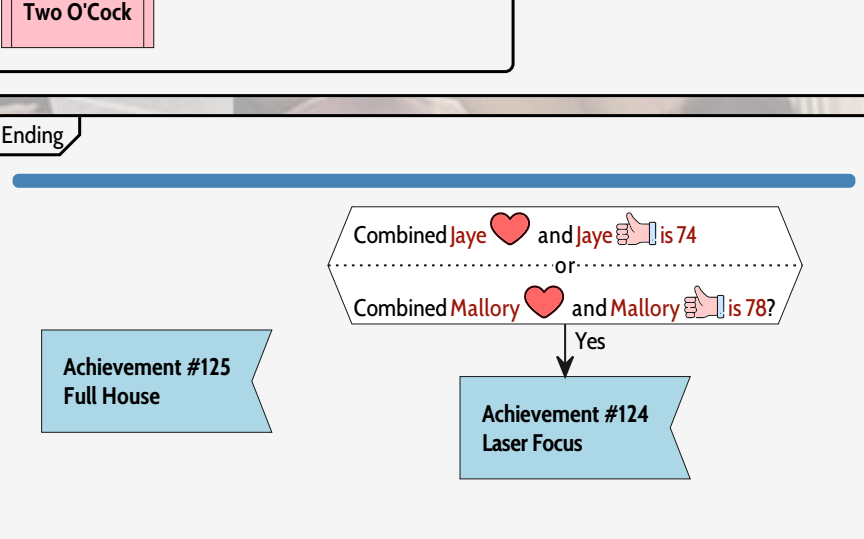 Two O'Cock
Ending
Combined Jaye and Jaye is 74
or
Combined Mallory and Mallory is 78?
Yes
Achievement #125
Full House
Achievement #124
Laser Focus